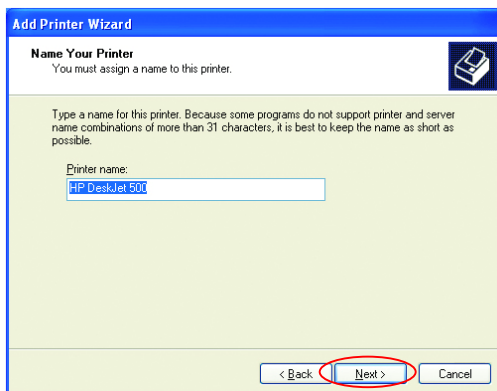 Add Printer Wizard
Name Your Printer
You must assign a name to this printer.
Type a name for this printer. Because some programs do not support printer and server
name combinations of more than 31 characters, it is best to keep the name as short as
possible.
Printer name:
HP DeskJet 500
< Back
Next >
Cancel